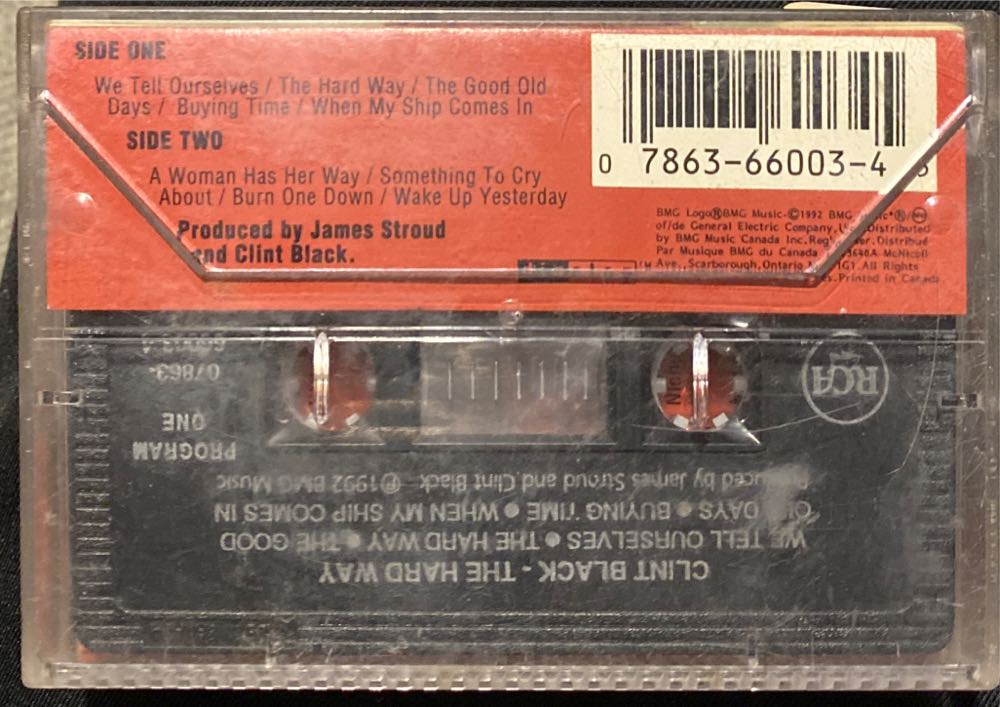 SIDE ONE
We Tell Ourselves / The Hard Way / The Good Old
Days / Buying Time / When My Ship Comes In
SIDE TWO
A Woman Has Her Way / Something To Cry
About / Burn One Down / Wake Up Yesterday
Produced by James Stroud
and Clint Black.
0 7863-66003-4
BMG Logo®BMG Music·©1992 BMG Music•®/
of/de General Electric Company, Distributed
by BMG Music Canada Inc. Distribué
Par Musique BMG du Canada 3640A McNicoll
Ave., Scarborough, Ontario 1G1. All Rights
Printed in Canada
RCA
07863-
PROGRAM
ONE
Produced by James Stroud and Clint Black ℗1992 BMG Music
CLINT BLACK - THE HARD WAY
WE TELL OURSELVES ● THE HARD WAY ● THE GOOD
OLD DAYS ● BUYING TIME ● WHEN MY SHIP COMES IN